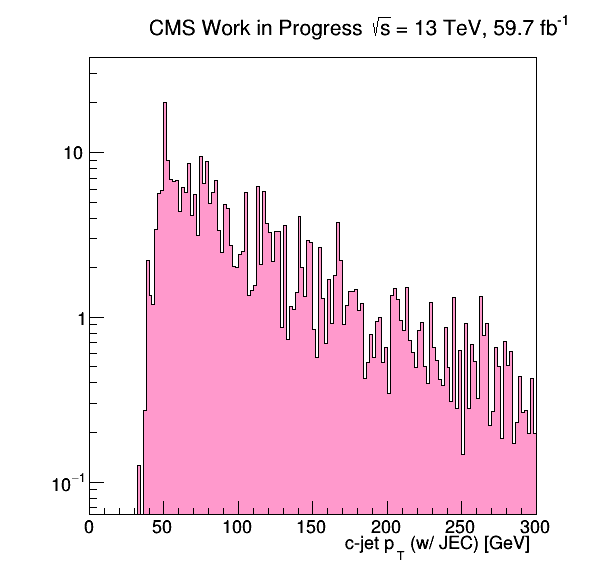 CMS Work in Progress √s = 13 TeV, 59.7 fb⁻¹
10
1
10⁻¹
0 50 100 150 200 250 300
c-jet p_T (w/ JEC) [GeV]